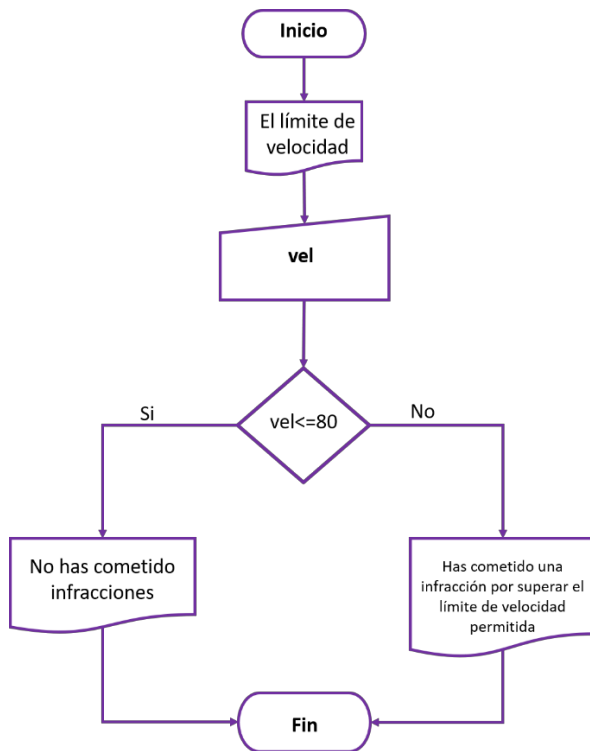 Inicio
El límite de
velocidad
vel
vel<=80
Si
No
No has cometido
infracciones
Has cometido una
infracción por superar el
límite de velocidad
permitida
Fin